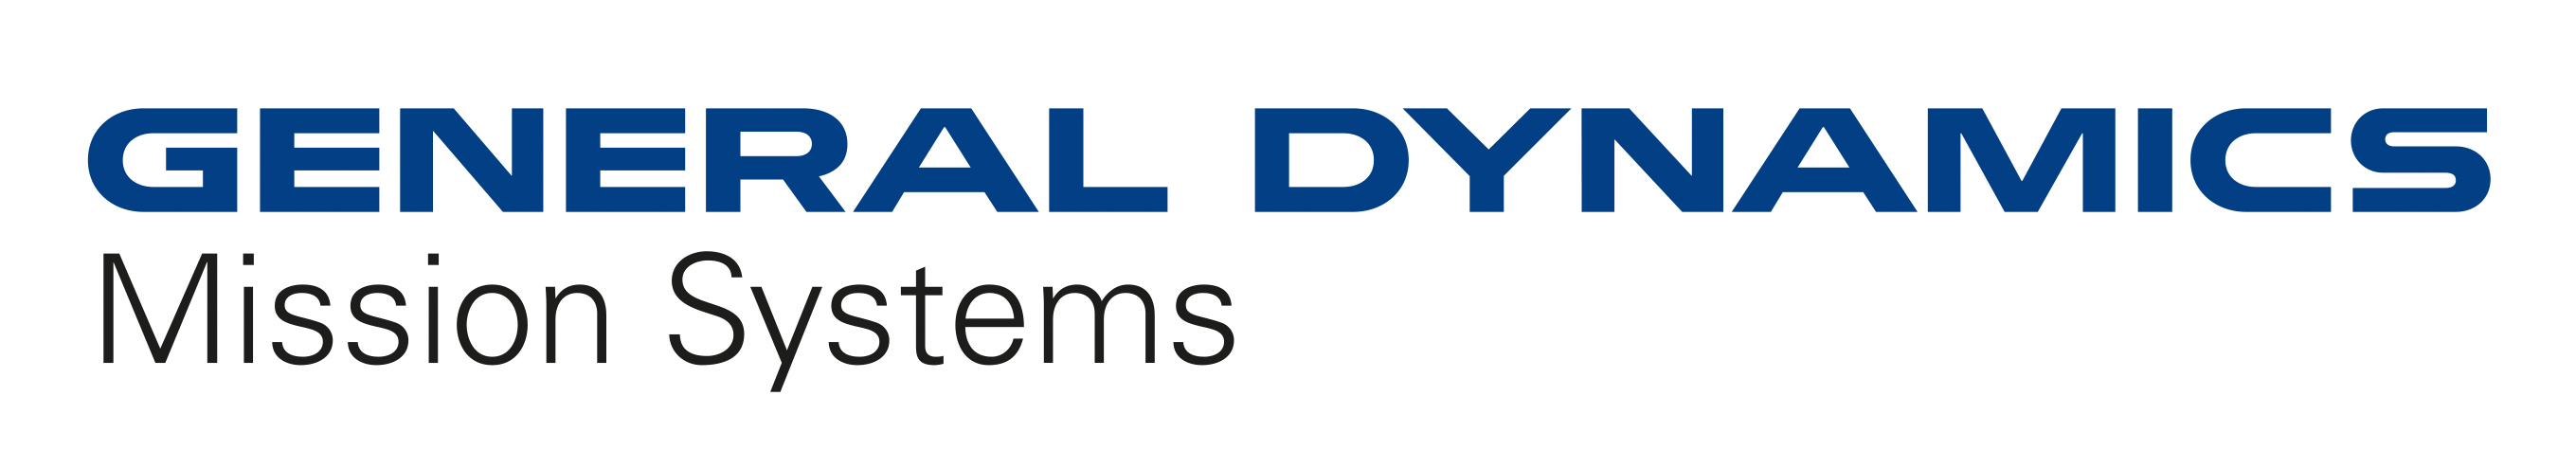 GENERAL DYNAMICS
Mission Systems